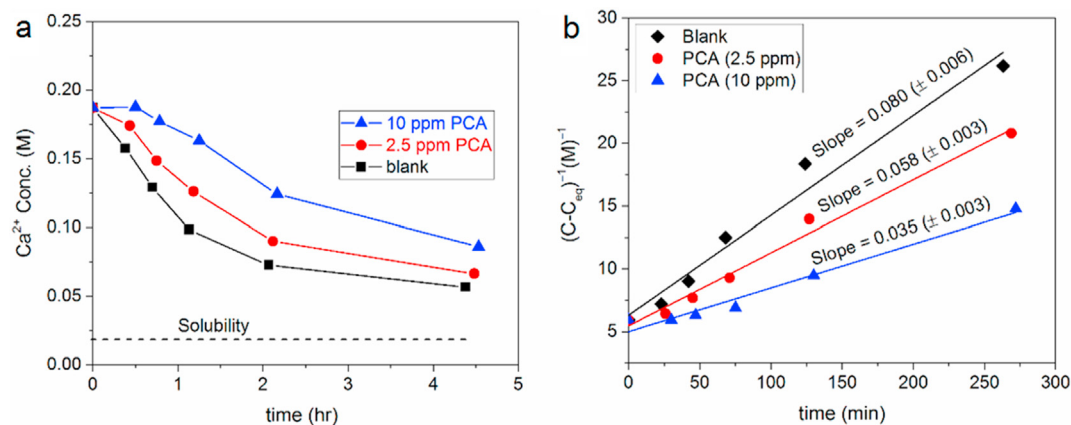 a
Ca²⁺ Conc. (M)
0.25
0.20
0.15
0.10
0.05
0.00
10 ppm PCA
2.5 ppm PCA
blank
Solubility
0 1 2 3 4 5
time (hr)
b
(C-Ceq)⁻¹(M)⁻¹
30
25
20
15
10
5
Blank
PCA (2.5 ppm)
PCA (10 ppm)
Slope = 0.080 (± 0.006)
Slope = 0.058 (± 0.003)
Slope = 0.035 (± 0.003)
0 50 100 150 200 250 300
time (min)